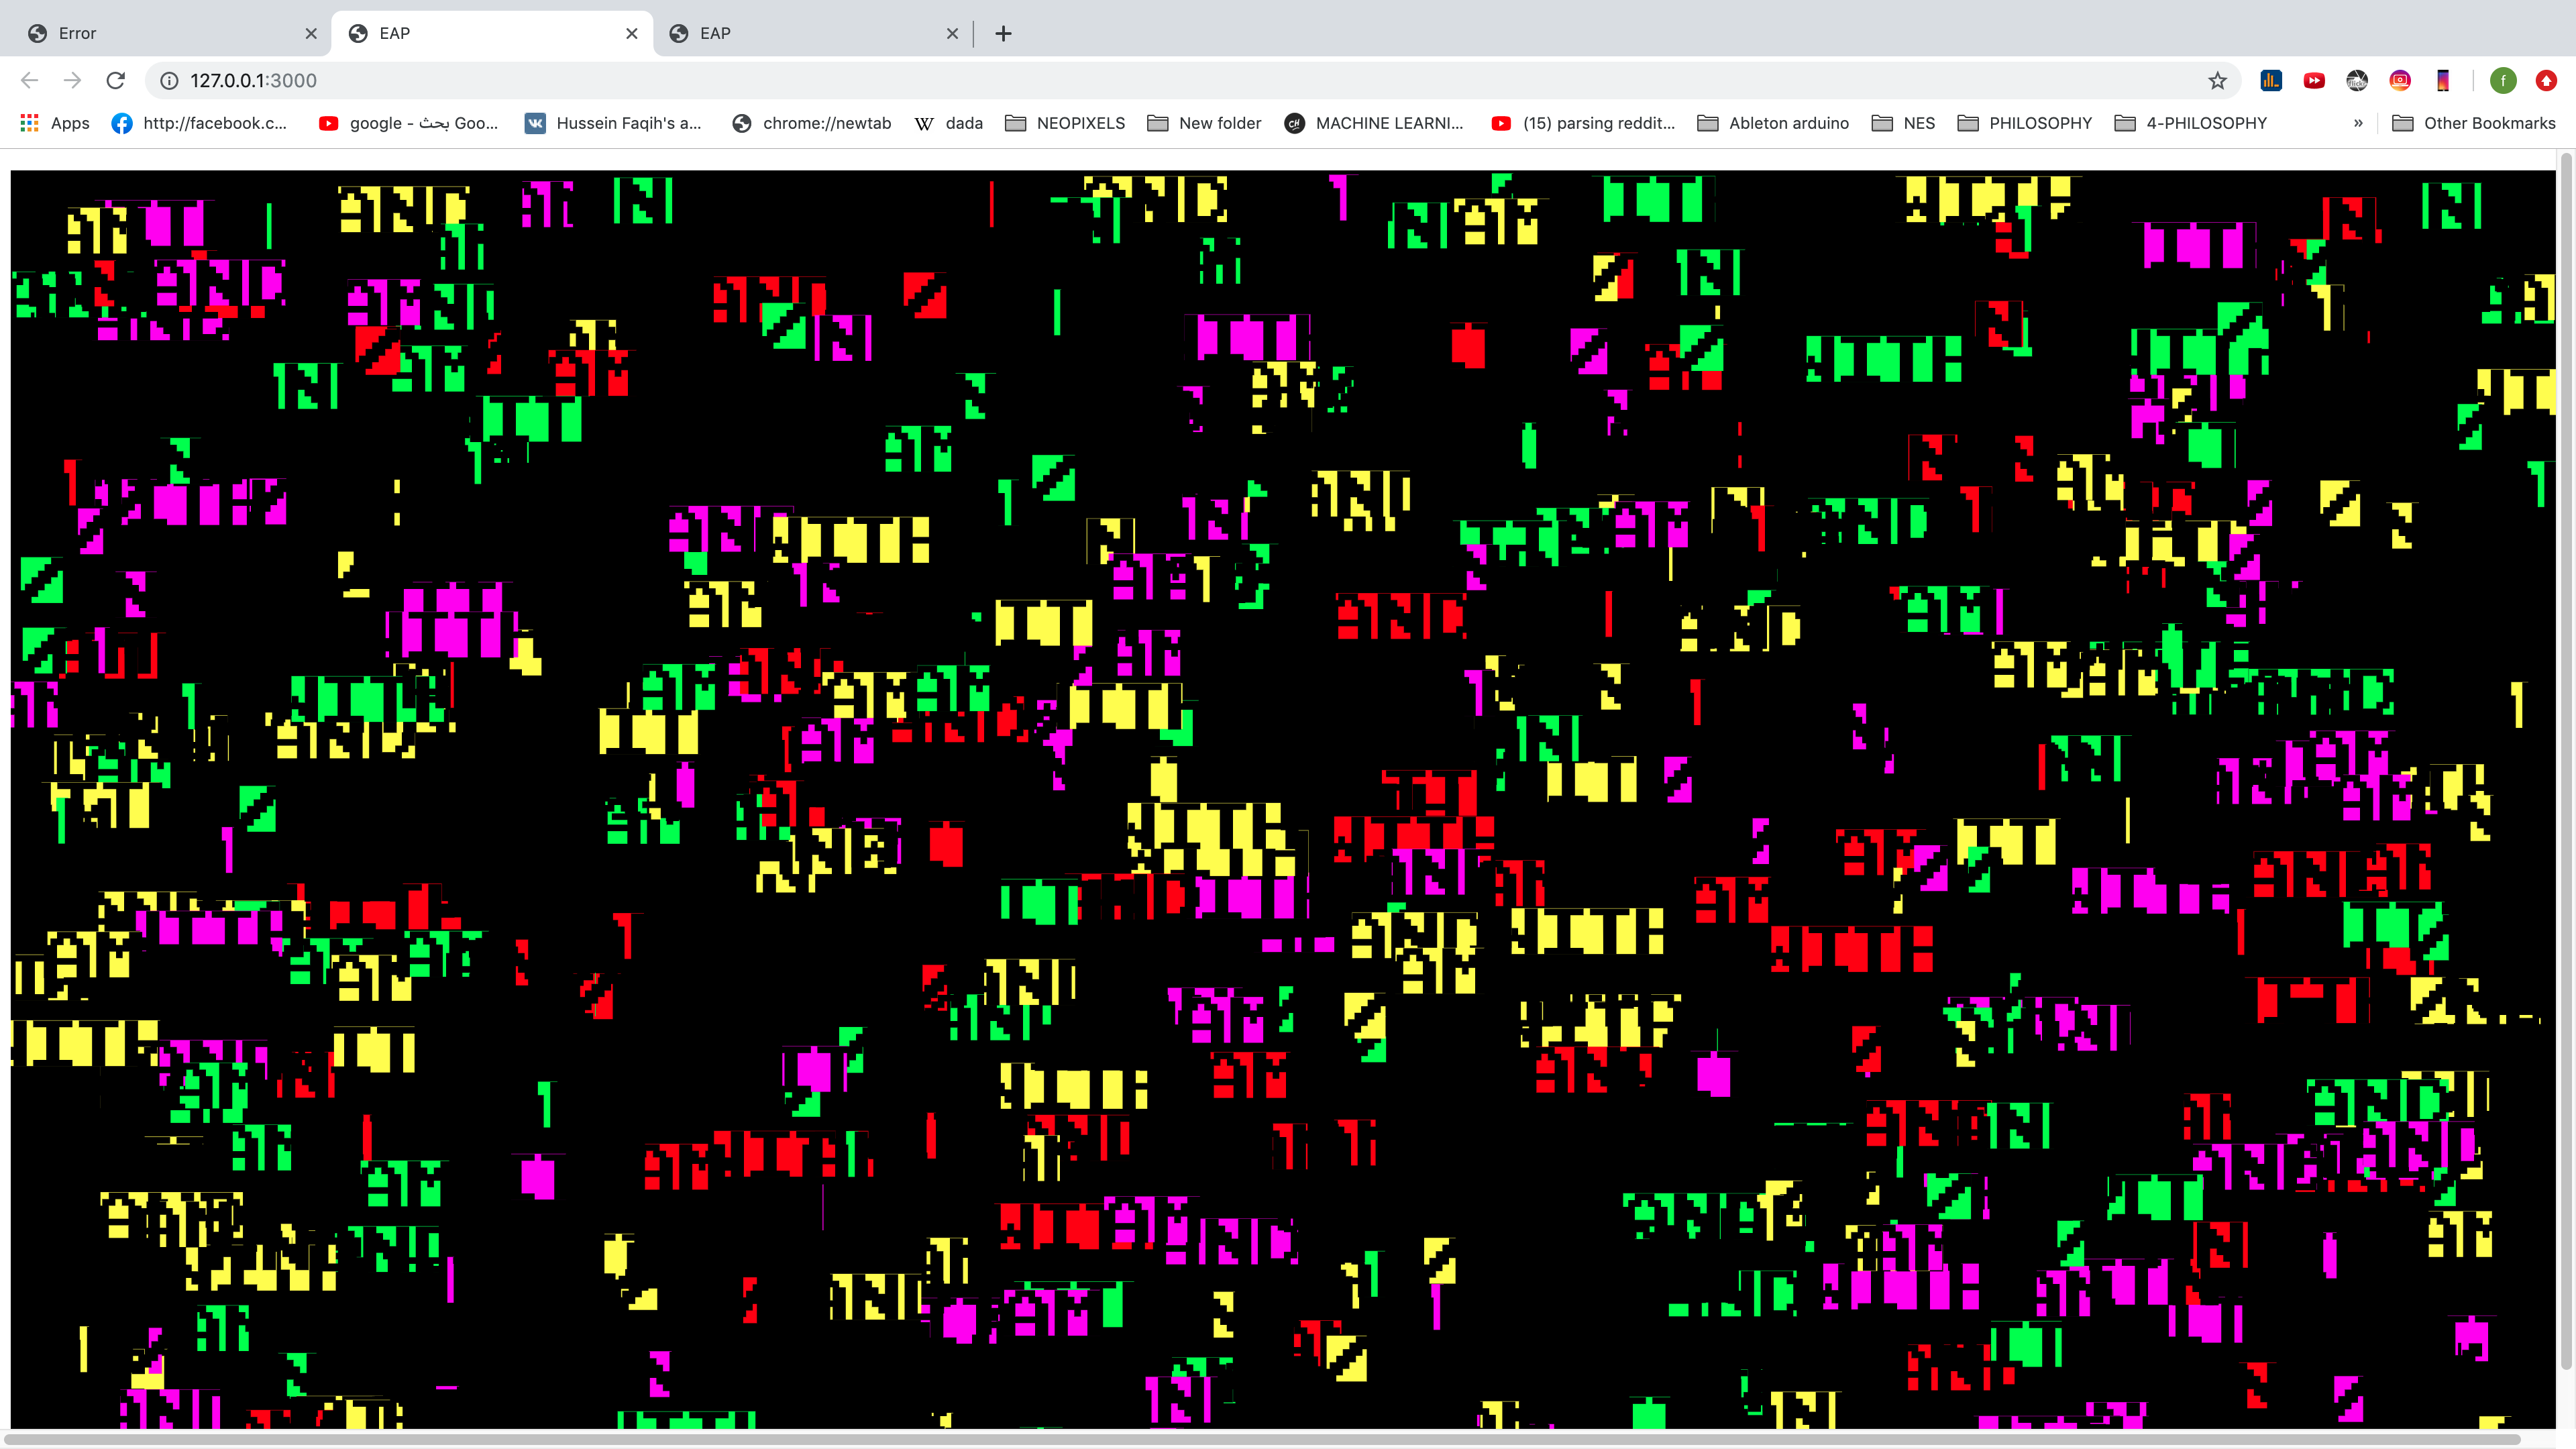 Error
EAP
EAP
127.0.0.1:3000
f
Apps
http://facebook.c...
google - بحث Goo...
Hussein Faqih's a...
chrome://newtab
W dada
NEOPIXELS
New folder
CH MACHINE LEARNI...
(15) parsing reddit...
Ableton arduino
NES
PHILOSOPHY
4-PHILOSOPHY
»
Other Bookmarks